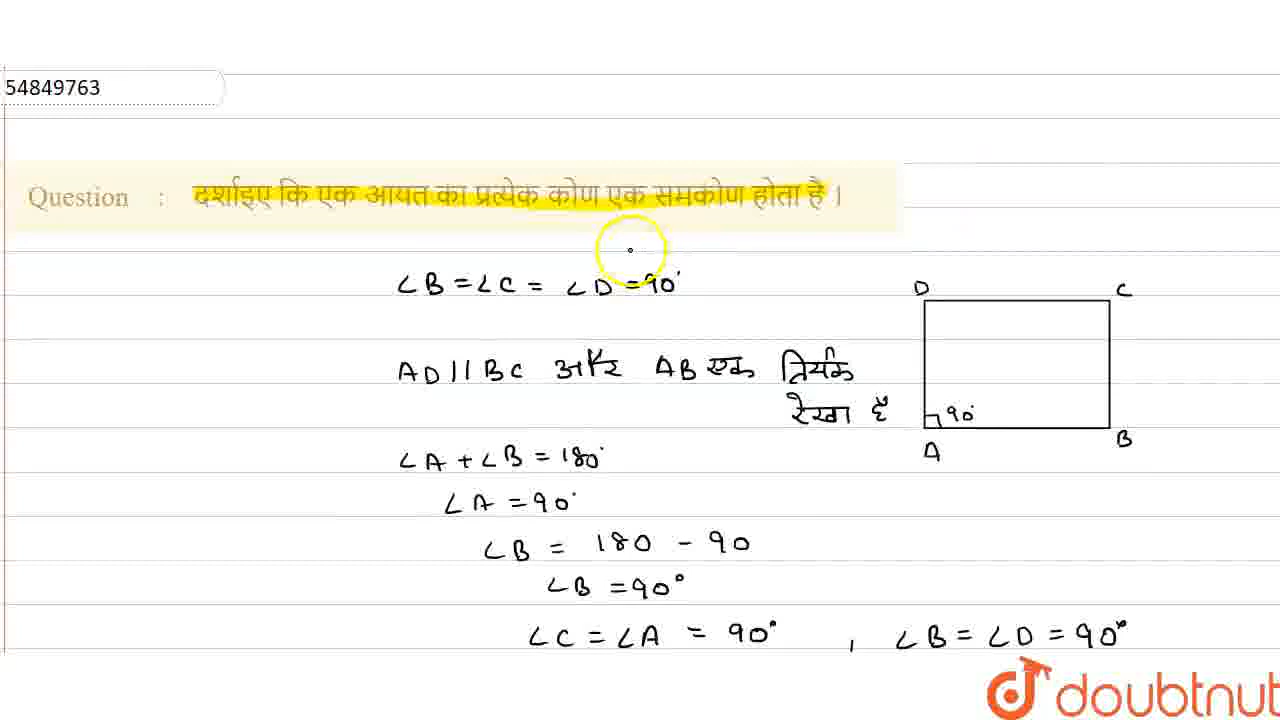 54849763
Question : दर्शाइए कि एक आयत का प्रत्येक कोण एक समकोण होता है ।
∠B = ∠C = ∠D = 90°
D C
AD || BC और AB एक तिर्यक
रेखा है
90°
A B
∠A + ∠B = 180°
∠A = 90°
∠B = 180 - 90
∠B = 90°
∠C = ∠A = 90° , ∠B = ∠D = 90°
doubtnut